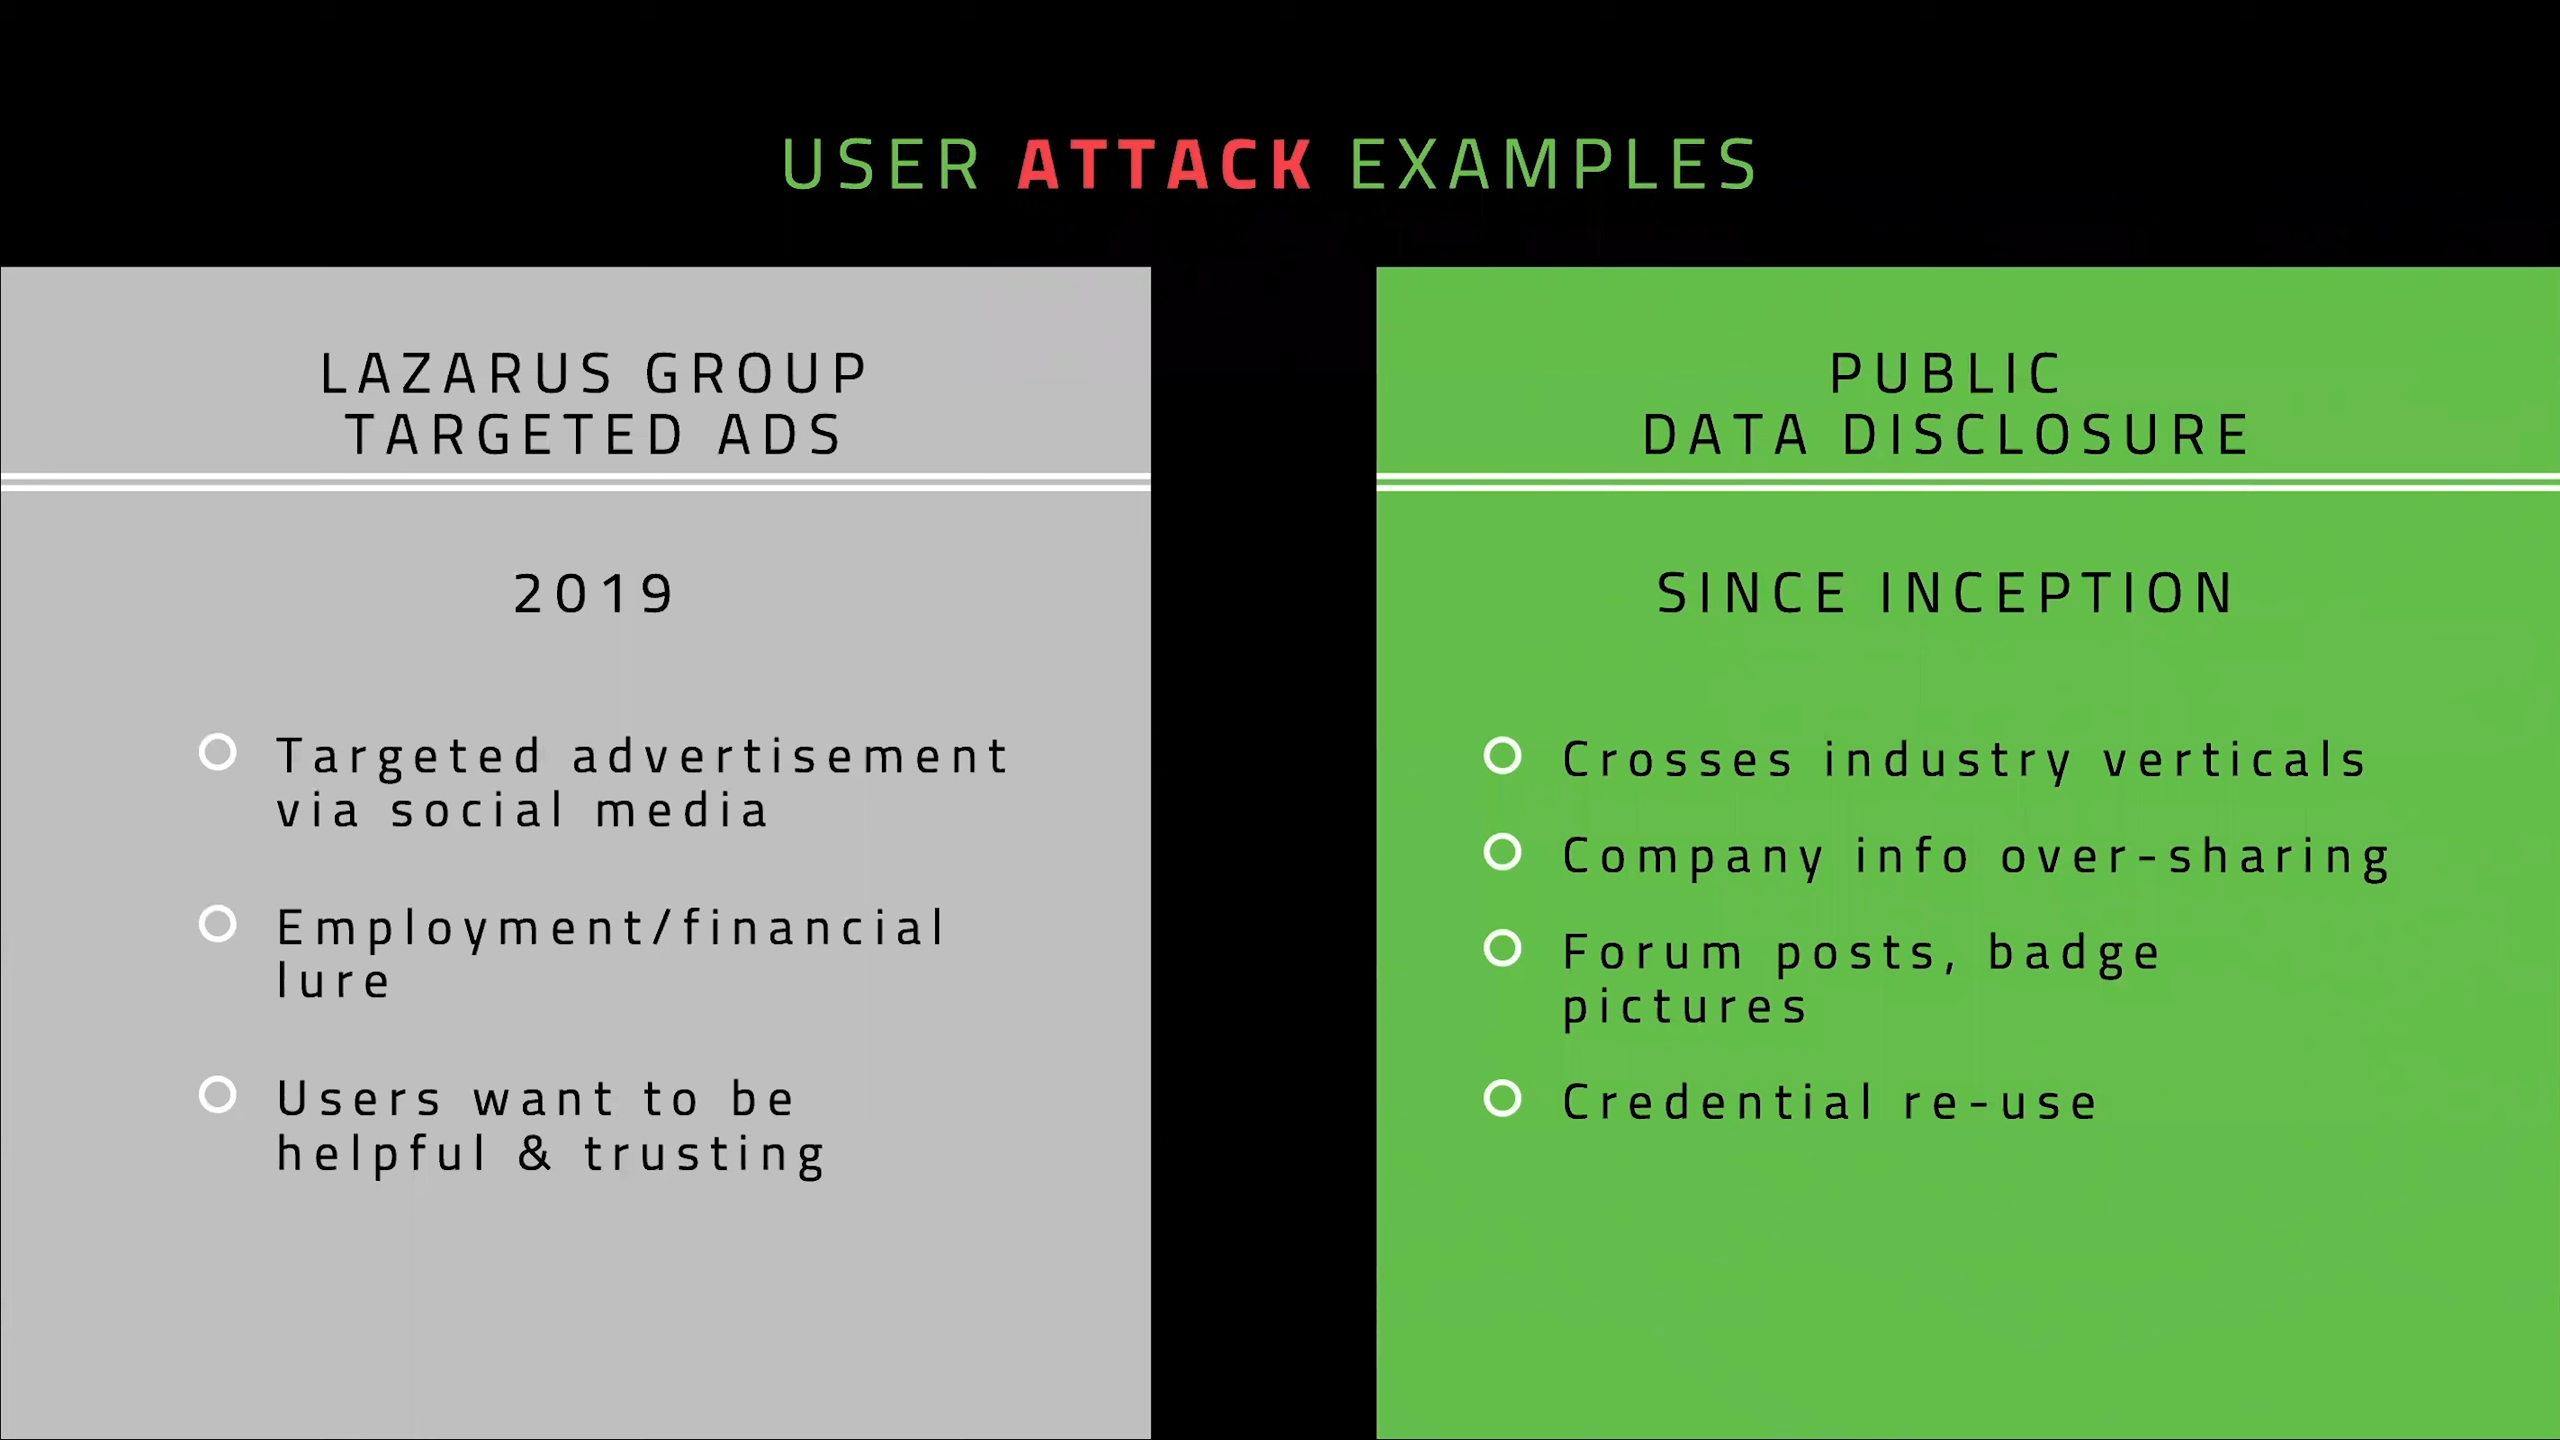 USER ATTACK EXAMPLES
LAZARUS GROUP
TARGETED ADS
2019
Targeted advertisement
via social media
Employment/financial
lure
Users want to be
helpful & trusting
PUBLIC
DATA DISCLOSURE
SINCE INCEPTION
Crosses industry verticals
Company info over-sharing
Forum posts, badge
pictures
Credential re-use